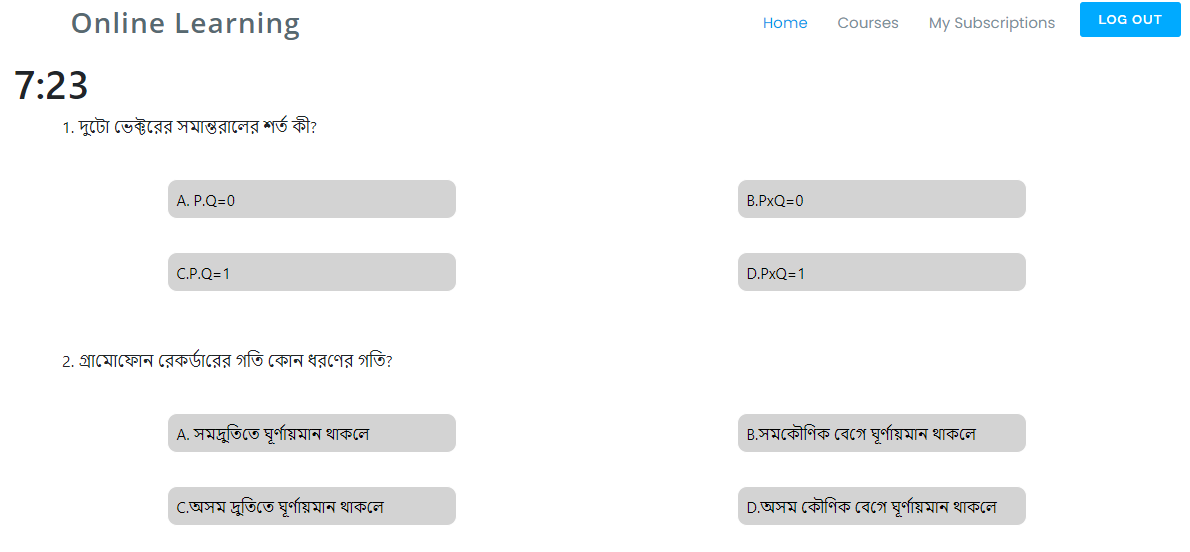 Online Learning
Home Courses My Subscriptions LOG OUT
7:23
1. দুটো ভেক্টরের সমান্তরালের শর্ত কী?
A. P.Q=0
B.PxQ=0
C.P.Q=1
D.PxQ=1
2. গ্রামোফোন রেকর্ডারের গতি কোন ধরণের গতি?
A. সমদ্রুতিতে ঘূর্ণায়মান থাকলে
B.সমকৌণিক বেগে ঘূর্ণায়মান থাকলে
C.অসম দ্রুতিতে ঘূর্ণায়মান থাকলে
D.অসম কৌণিক বেগে ঘূর্ণায়মান থাকলে